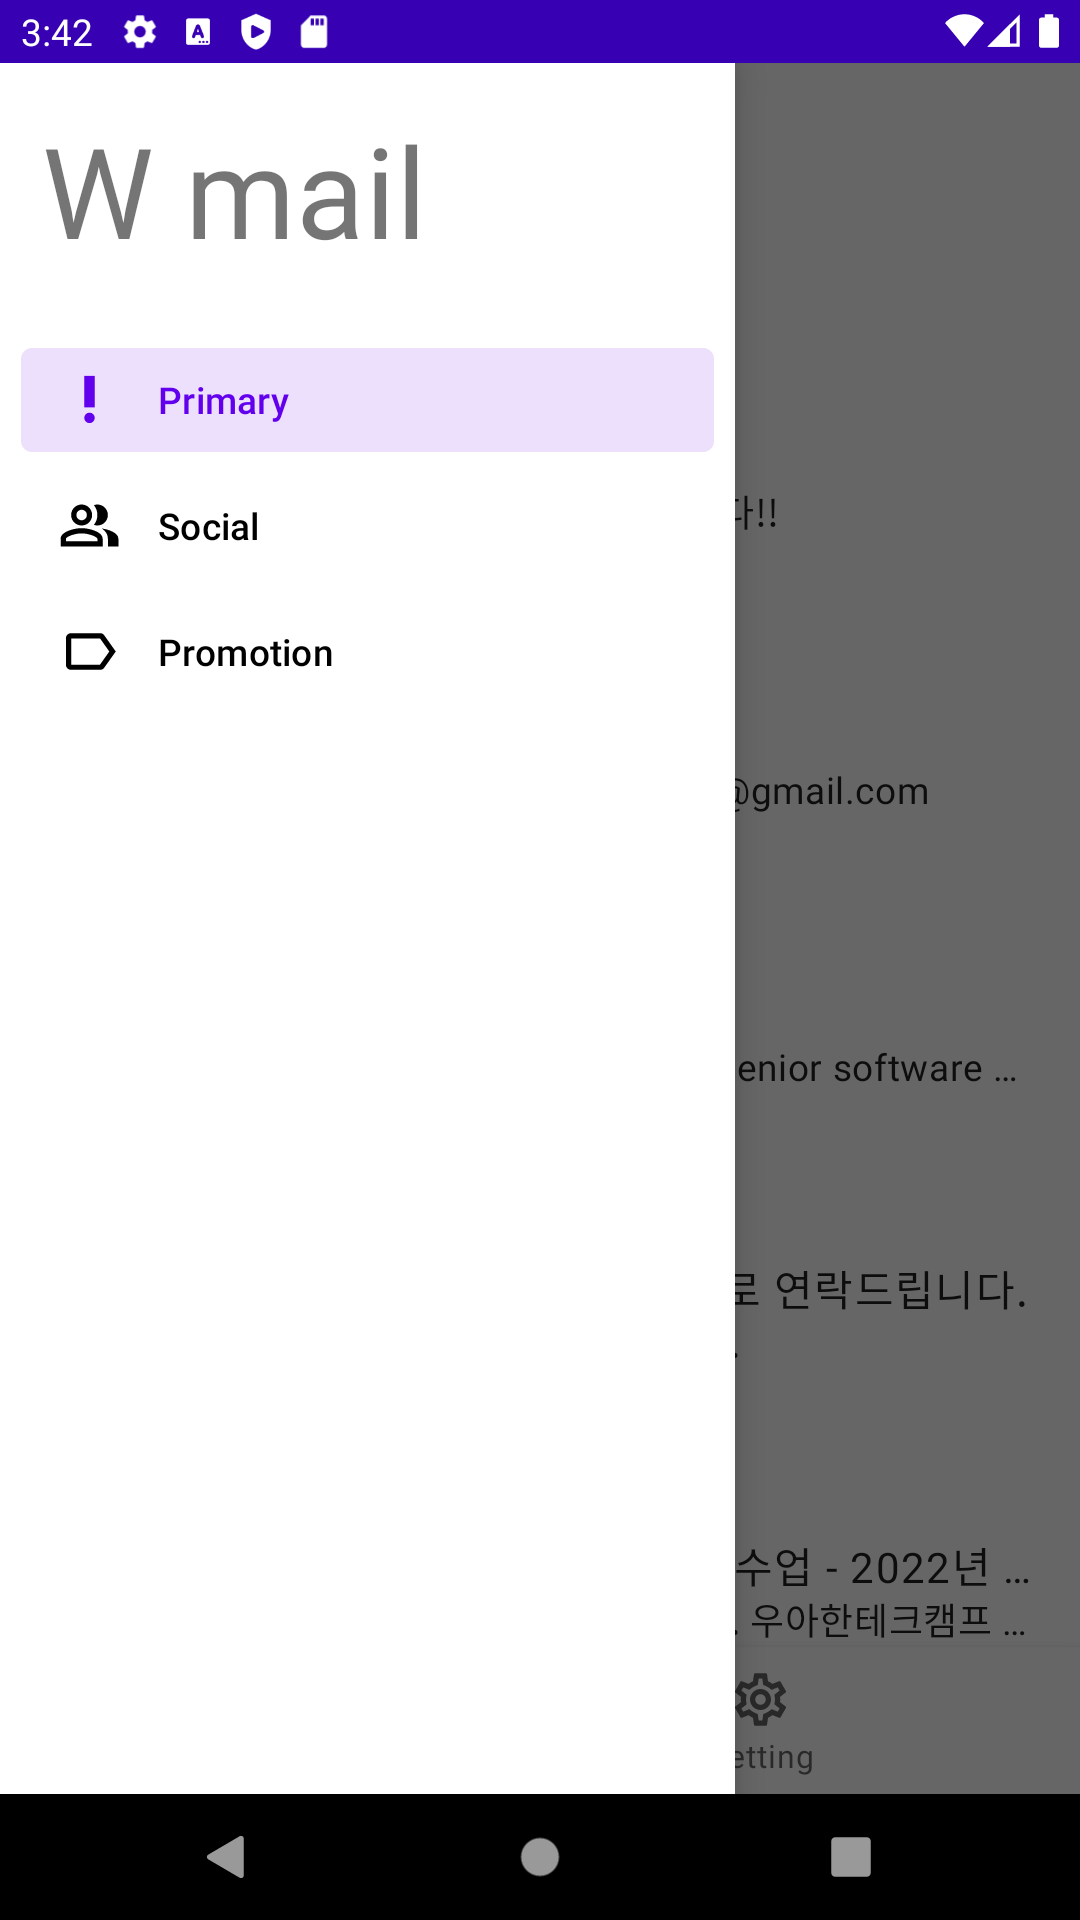 3:42
W mail
Primary
Social
Promotion
!!
@gmail.com
enior software …
로 연락드립니다.
.
수업 - 2022년 …
. 우아한테크캠프 …
etting